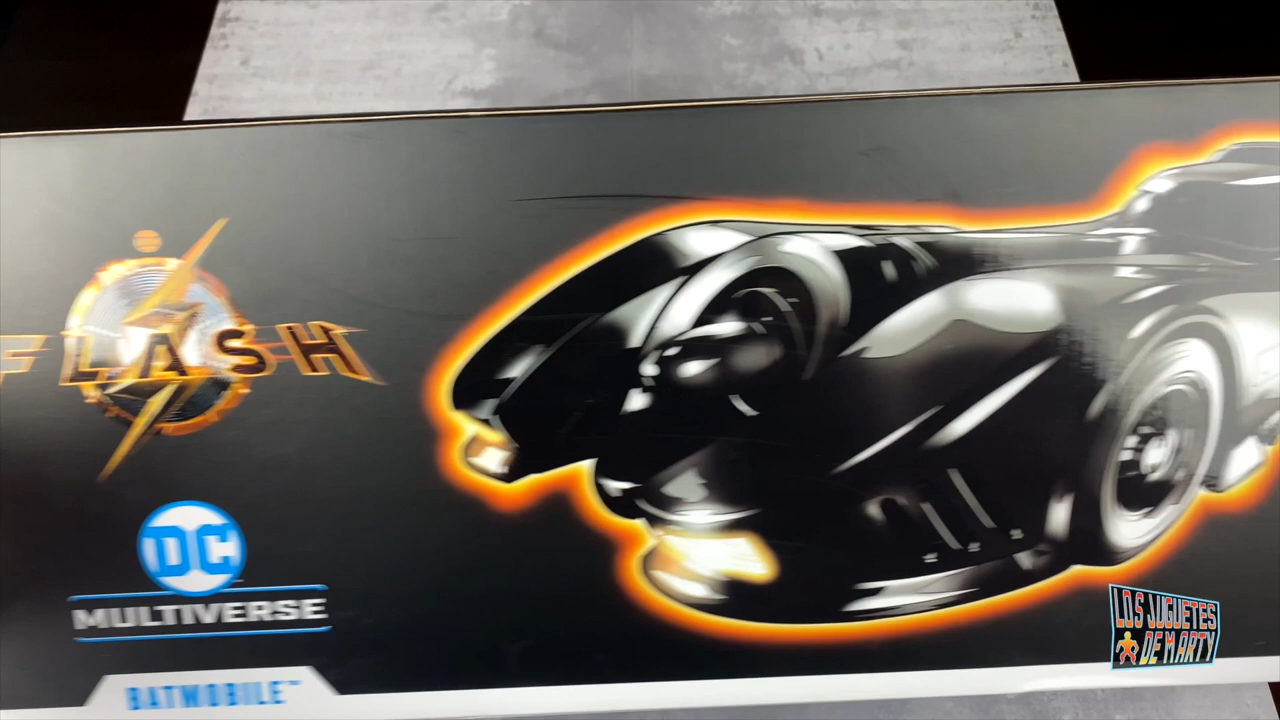 FLASH
DC
MULTIVERSE
BATMOBILE™
LOS JUGUETES
DE MARTY